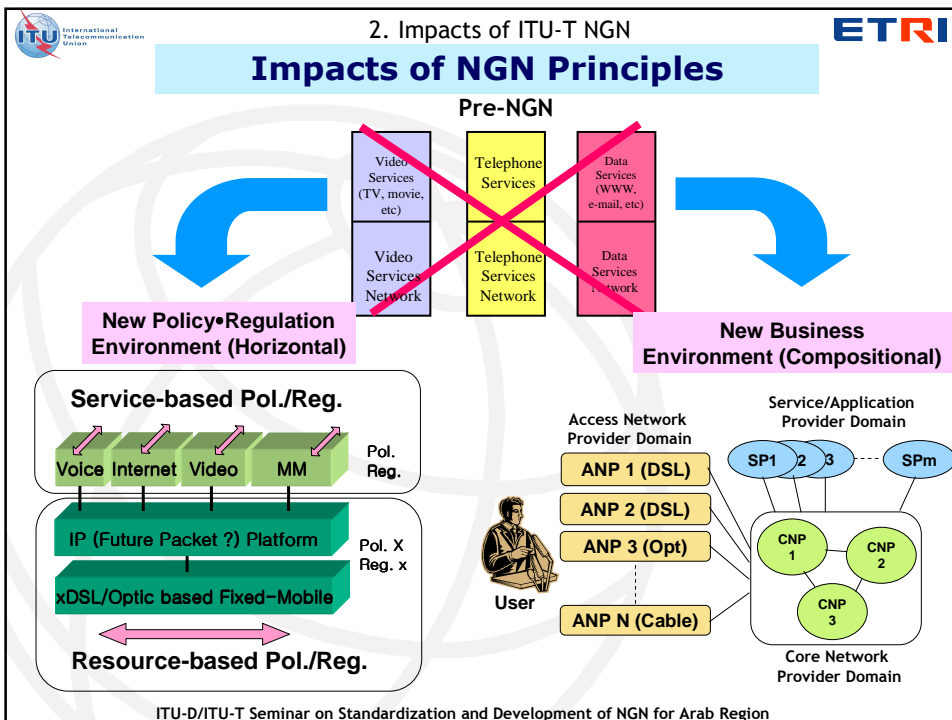 ITU International
Telecommunication
Union
2. Impacts of ITU-T NGN
ETRI
Impacts of NGN Principles
Pre-NGN
Video
Services
(TV, movie,
etc)
Telephone
Services
Data
Services
(WWW,
e-mail, etc)
Video
Services
Network
Telephone
Services
Network
Data
Services
Network
New Policy•Regulation
Environment (Horizontal)
New Business
Environment (Compositional)
Service-based Pol./Reg.
Voice Internet Video MM
Pol.
Reg.
IP (Future Packet ?) Platform
Pol. X
Reg. x
xDSL/Optic based Fixed-Mobile
Resource-based Pol./Reg.
Access Network
Provider Domain
Service/Application
Provider Domain
ANP 1 (DSL)
ANP 2 (DSL)
ANP 3 (Opt)
ANP N (Cable)
User
SP1 2 3 SPm
CNP
1
CNP
2
CNP
3
Core Network
Provider Domain
ITU-D/ITU-T Seminar on Standardization and Development of NGN for Arab Region